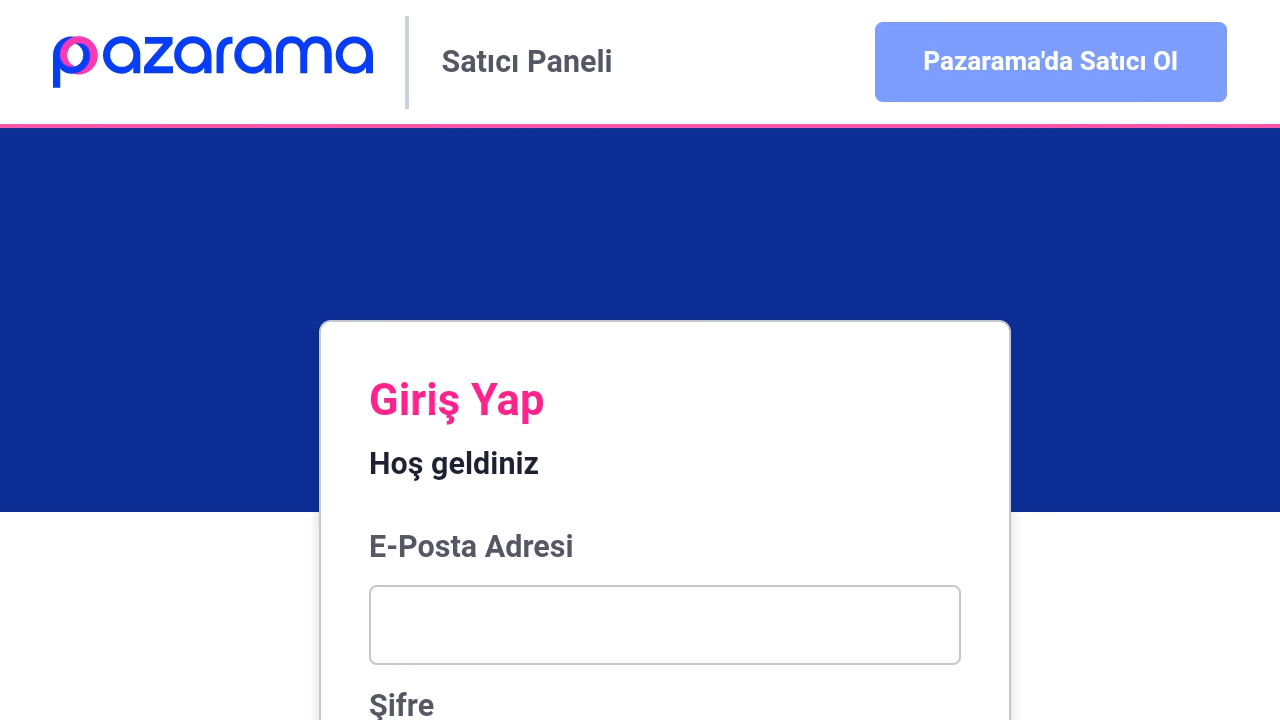 pazarama
Satıcı Paneli
Pazarama'da Satıcı Ol
Giriş Yap
Hoş geldiniz
E-Posta Adresi
Şifre